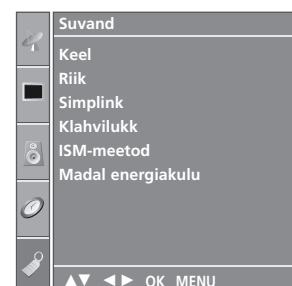 Suvand
Keel
Riik
Simplink
Klahvilukk
ISM-meetod
Madal energiakulu
▲▼ ◄► OK MENU